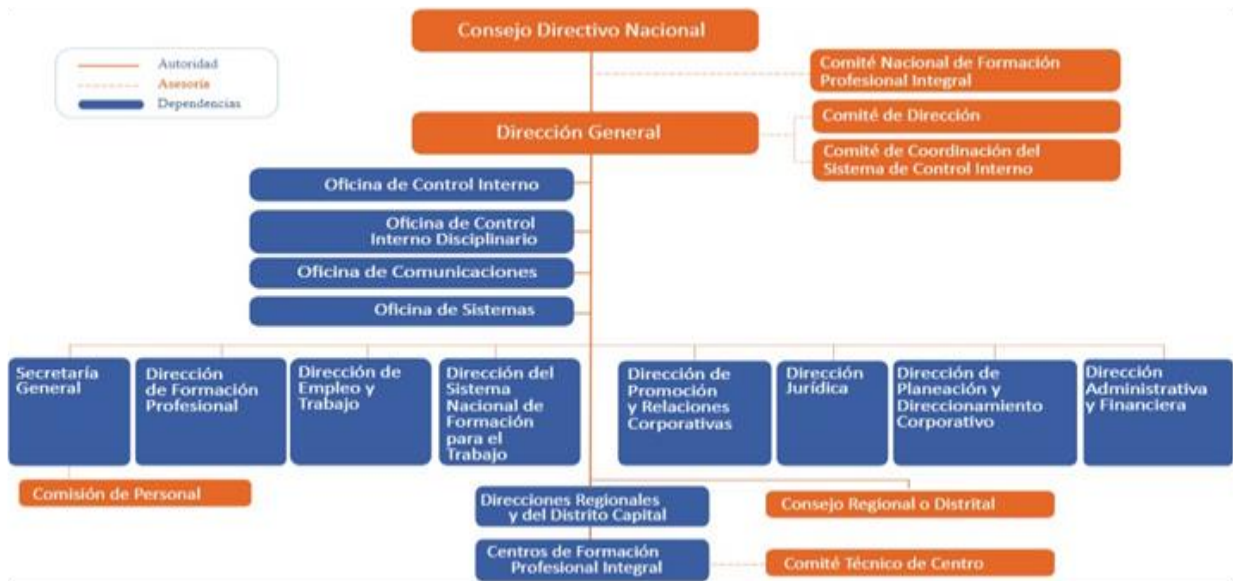 Consejo Directivo Nacional
Autoridad
Asesoría
Dependencias
Comité Nacional de Formación
Profesional Integral
Dirección General
Comité de Dirección
Comité de Coordinación del
Sistema de Control Interno
Oficina de Control Interno
Oficina de Control
Interno Disciplinario
Oficina de Comunicaciones
Oficina de Sistemas
Secretaría
General
Dirección
de Formación
Profesional
Dirección de
Empleo y
Trabajo
Dirección del
Sistema
Nacional de
Formación
para el
Trabajo
Dirección de
Promoción
y Relaciones
Corporativas
Dirección
Jurídica
Dirección de
Planeación y
Direccionamiento
Corporativo
Dirección
Administrativa
y Financiera
Comisión de Personal
Direcciones Regionales
y del Distrito Capital
Consejo Regional o Distrital
Centros de Formación
Profesional Integral
Comité Técnico de Centro